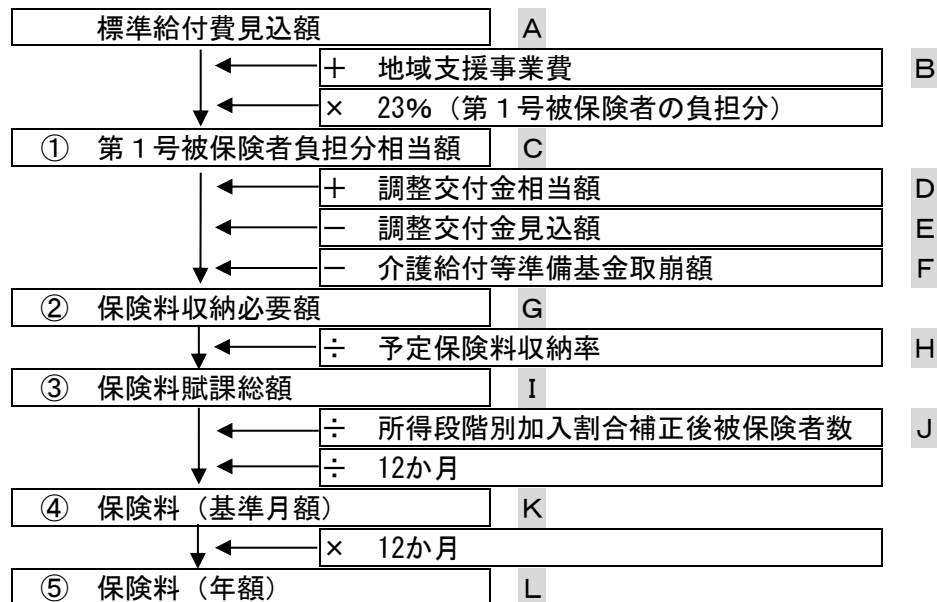 標準給付費見込額 A
+ 地域支援事業費 B
× 23%（第１号被保険者の負担分）
① 第１号被保険者負担分相当額 C
+ 調整交付金相当額 D
－ 調整交付金見込額 E
－ 介護給付等準備基金取崩額 F
② 保険料収納必要額 G
÷ 予定保険料収納率 H
③ 保険料賦課総額 I
÷ 所得段階別加入割合補正後被保険者数 J
÷ 12か月
④ 保険料（基準月額） K
× 12か月
⑤ 保険料（年額） L